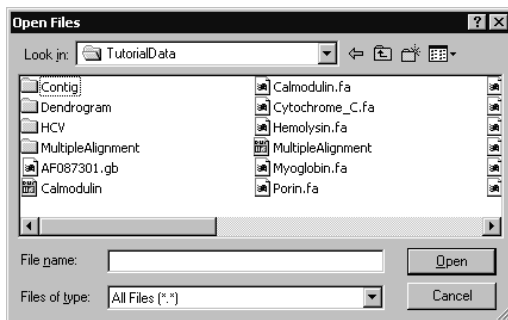 Open Files
Look in: TutorialData
Contig
Dendrogram
HCV
MultipleAlignment
AF087301.gb
Calmodulin
Calmodulin.fa
Cytochrome_C.fa
Hemolysin.fa
MultipleAlignment
Myoglobin.fa
Porin.fa
File name:
Open
Files of type: All Files (*.*)
Cancel